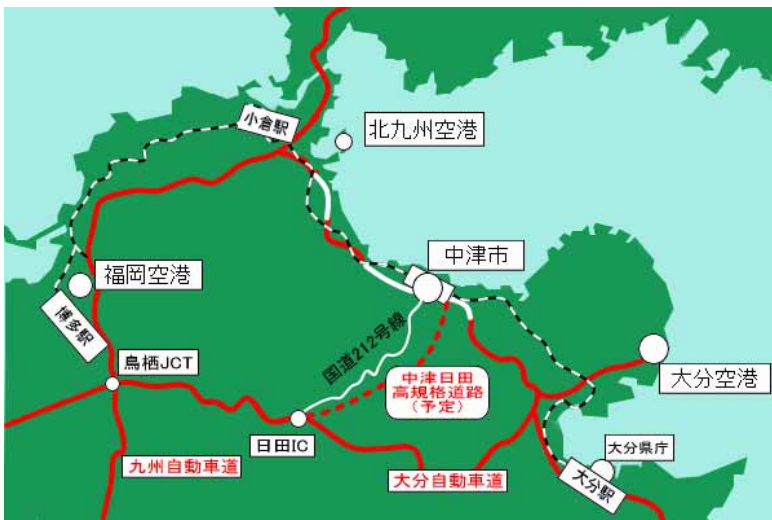 小倉駅
北九州空港
中津市
福岡空港
博多駅
国道212号線
鳥栖JCT
中津日田
高規格道路
(予定)
大分空港
日田IC
九州自動車道
大分自動車道
大分県庁
大分駅